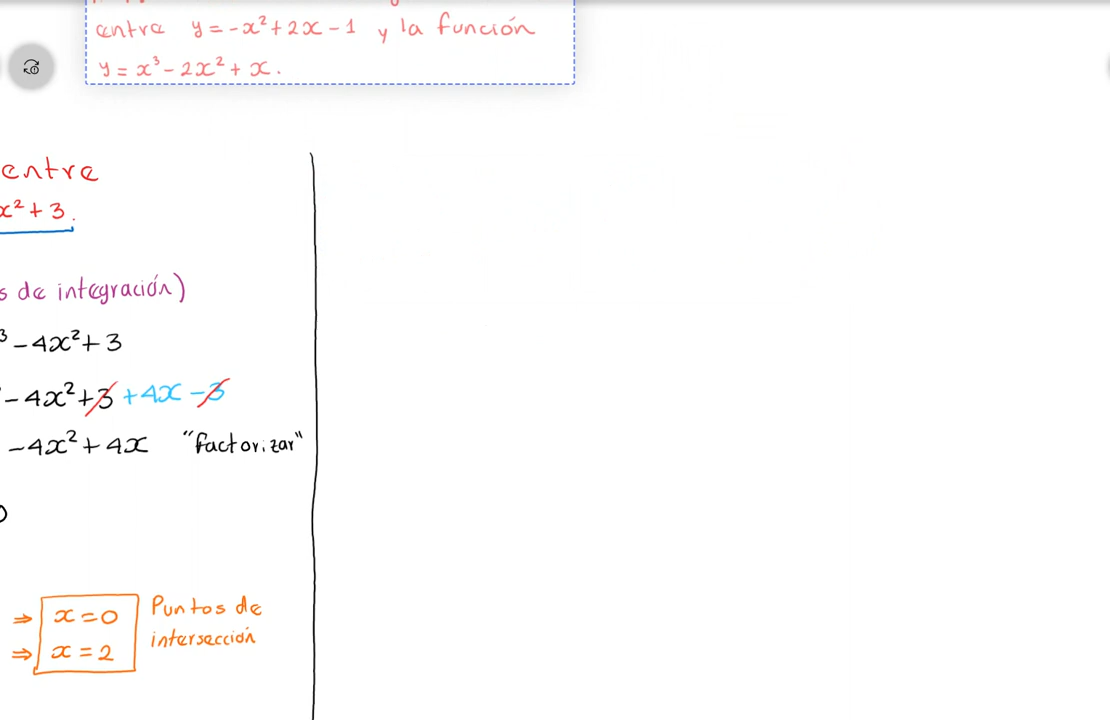 entre y = -x² + 2x - 1 y la función
y = x³ - 2x² + x.
entre
x² + 3.
s de integración)
³ - 4x² + 3
- 4x² + 3 + 4x - 3
- 4x² + 4x "factorizar"
0
⇒ x = 0 Puntos de
⇒ x = 2 intersección